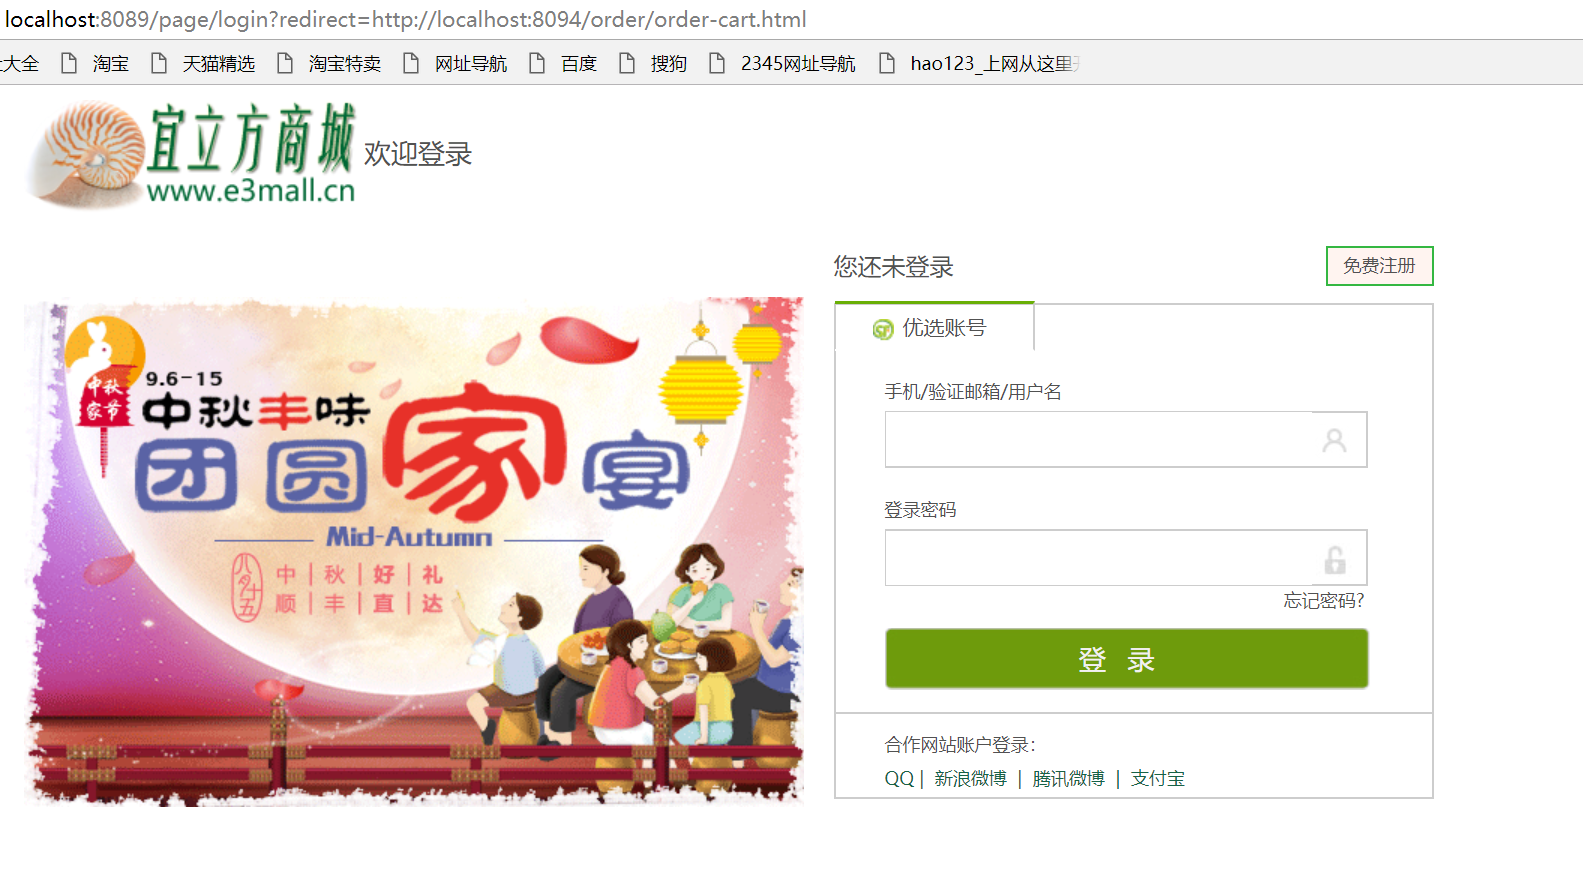 localhost:8089/page/login?redirect=http://localhost:8094/order/order-cart.html
大全 淘宝 天猫精选 淘宝特卖 网址导航 百度 搜狗 2345网址导航 hao123_上网从这里
宜立方商城
www.e3mall.cn
欢迎登录
您还未登录
免费注册
中秋
家节
9.6-15
中秋丰味
团圆家宴
Mid-Autumn
八月十五
中|秋|好|礼
顺|丰|直|达
优选账号
手机/验证邮箱/用户名
登录密码
忘记密码?
登 录
合作网站账户登录：
QQ | 新浪微博 | 腾讯微博 | 支付宝